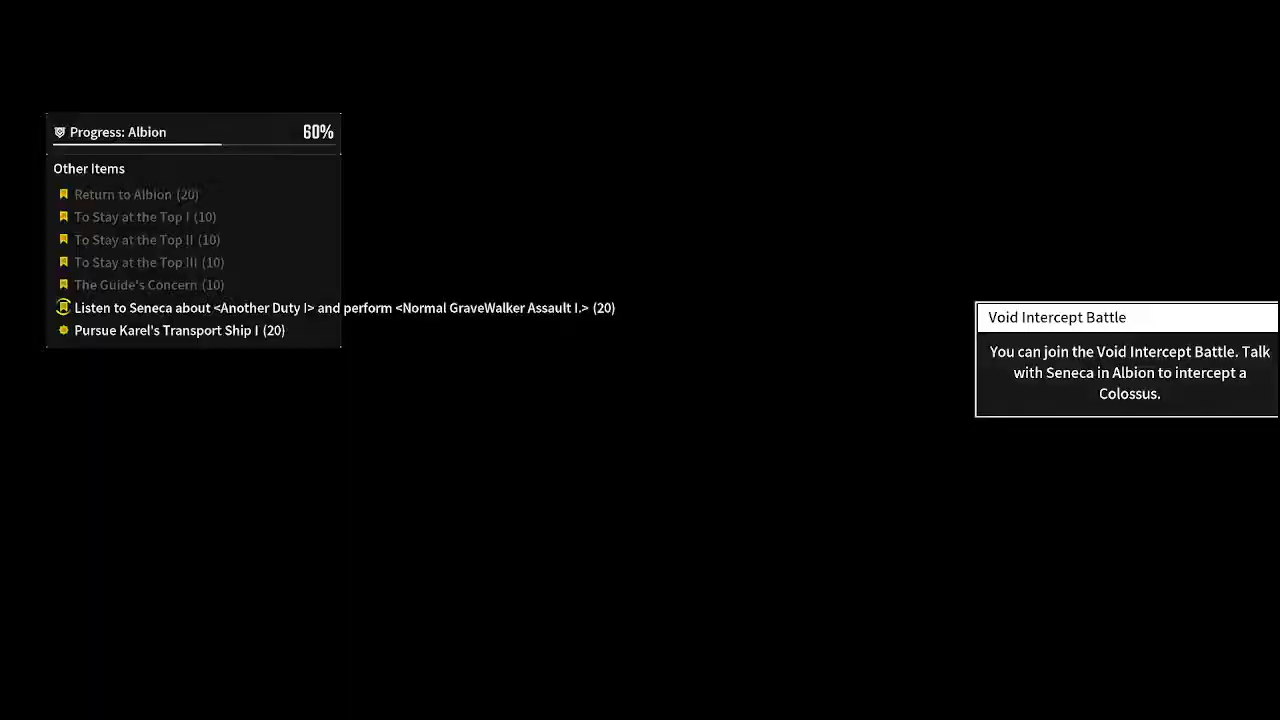 Progress: Albion 60%
Other Items
Return to Albion (20)
To Stay at the Top I (10)
To Stay at the Top II (10)
To Stay at the Top III (10)
The Guide's Concern (10)
Listen to Seneca about <Another Duty I> and perform <Normal GraveWalker Assault I.> (20)
Pursue Karel's Transport Ship I (20)
Void Intercept Battle
You can join the Void Intercept Battle. Talk
with Seneca in Albion to intercept a
Colossus.